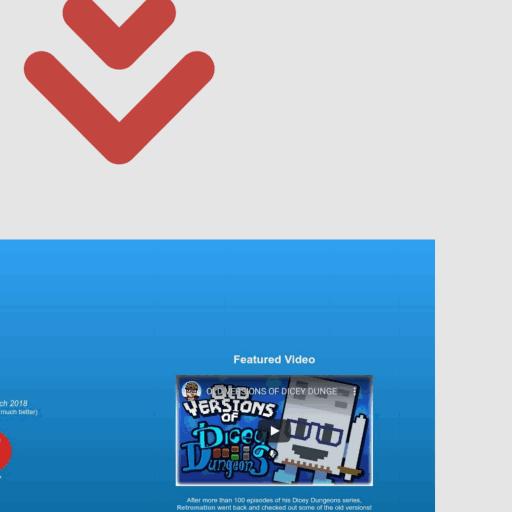 Featured Video
OLD VERSIONS OF DICEY DUNGE
OLD
VERSIONS
OF
Dicey
Dungeons
rch 2018
much better)
After more than 100 episodes of his Dicey Dungeons series,
Retromation went back and checked out some of the old versions!